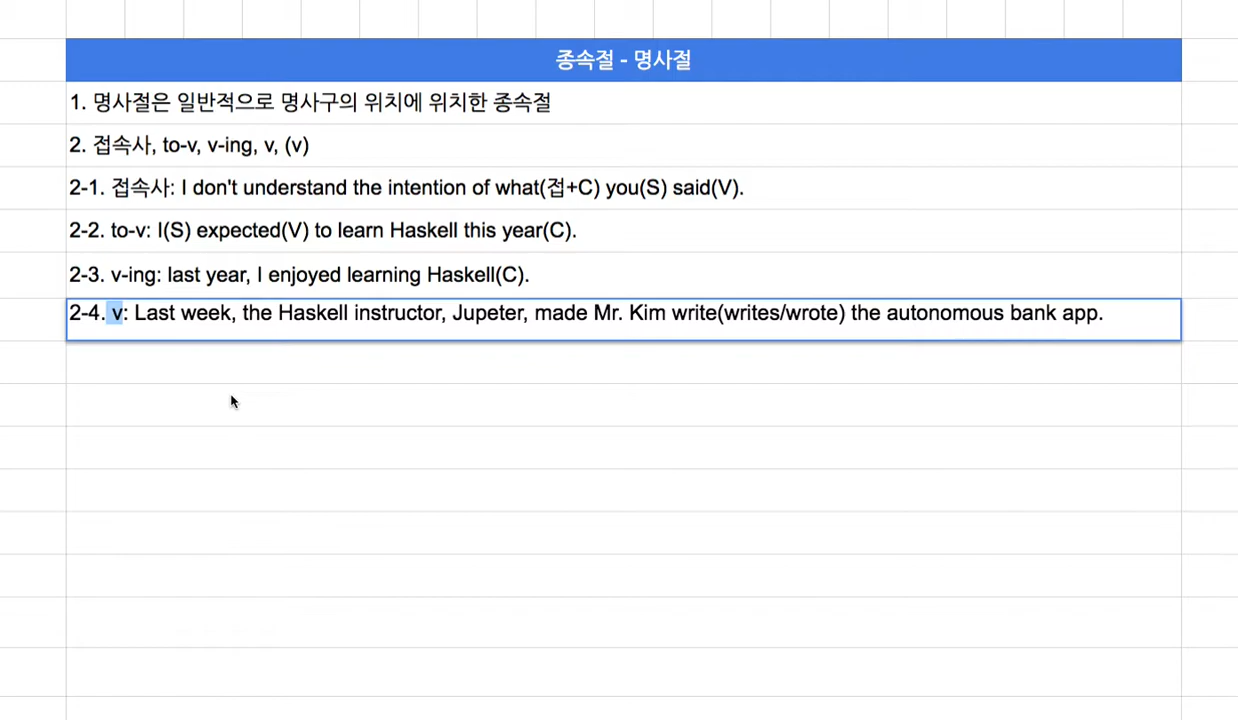 종속절 - 명사절
1. 명사절은 일반적으로 명사구의 위치에 위치한 종속절
2. 접속사, to-v, v-ing, v, (v)
2-1. 접속사: I don't understand the intention of what(접+C) you(S) said(V).
2-2. to-v: I(S) expected(V) to learn Haskell this year(C).
2-3. v-ing: last year, I enjoyed learning Haskell(C).
2-4. v: Last week, the Haskell instructor, Jupeter, made Mr. Kim write(writes/wrote) the autonomous bank app.